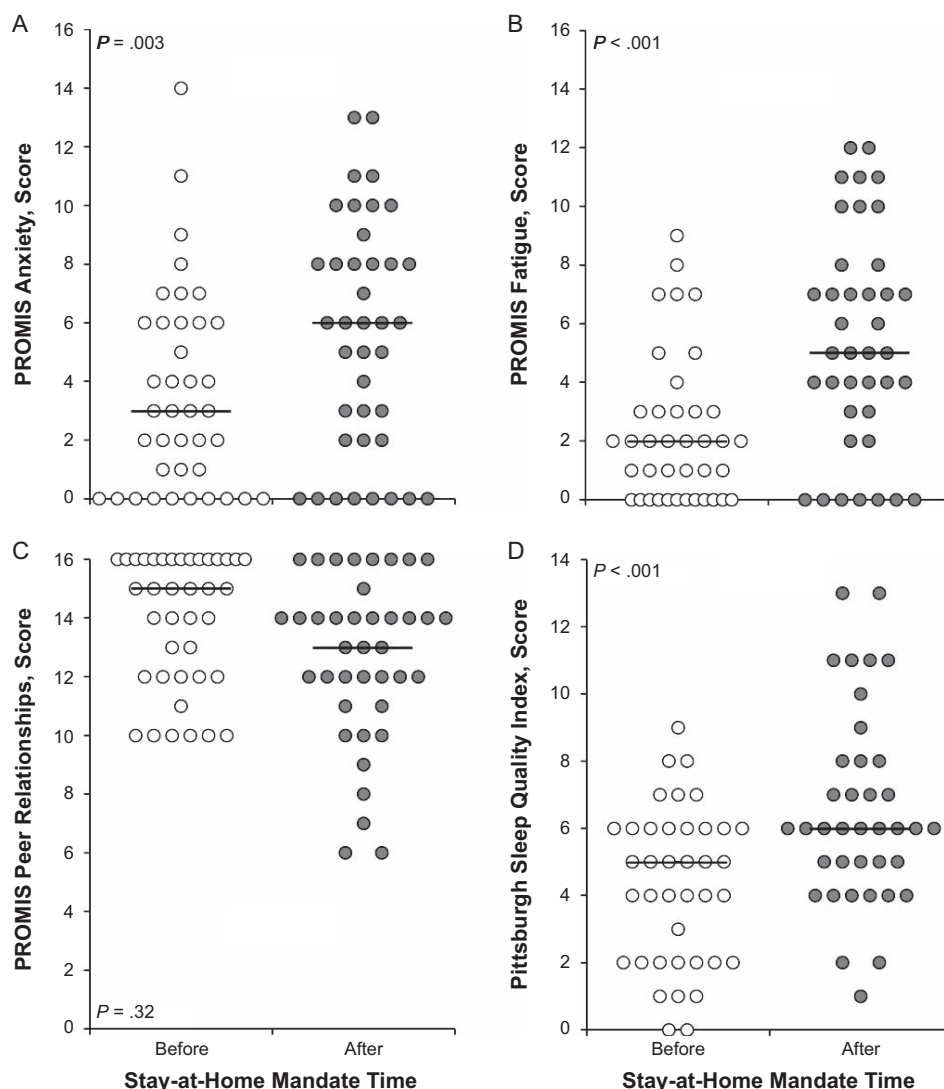 A
P = .003
PROMIS Anxiety, Score
16
14
12
10
8
6
4
2
0
B
P < .001
PROMIS Fatigue, Score
16
14
12
10
8
6
4
2
0
C
PROMIS Peer Relationships, Score
16
14
12
10
8
6
4
2
0
P = .32
Before
After
Stay-at-Home Mandate Time
D
P < .001
Pittsburgh Sleep Quality Index, Score
14
12
10
8
6
4
2
0
Before
After
Stay-at-Home Mandate Time